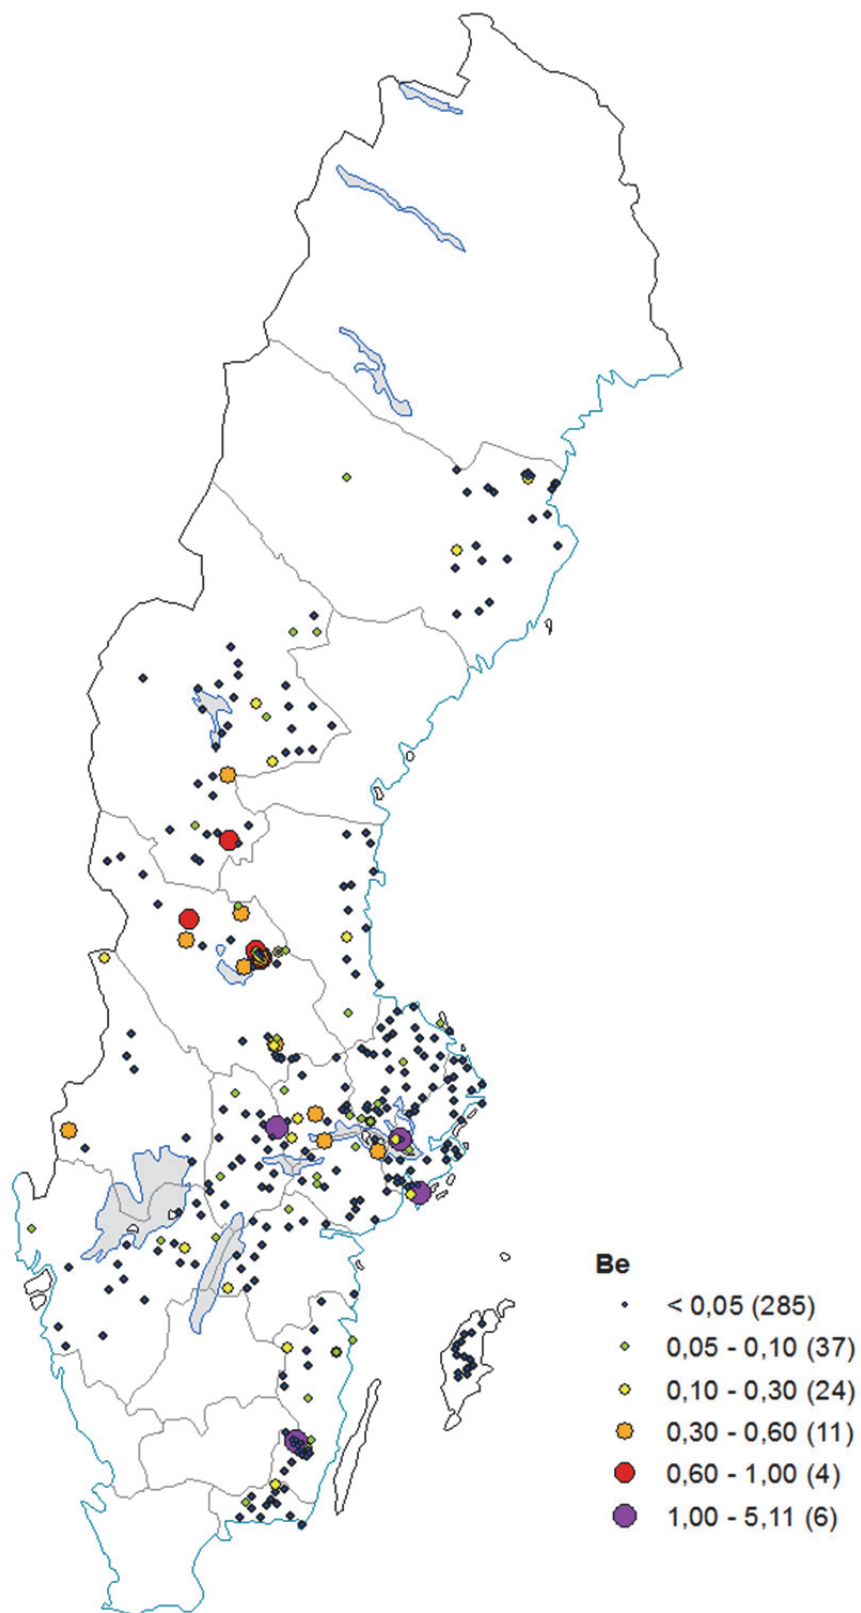 Be
< 0,05 (285)
0,05 - 0,10 (37)
0,10 - 0,30 (24)
0,30 - 0,60 (11)
0,60 - 1,00 (4)
1,00 - 5,11 (6)